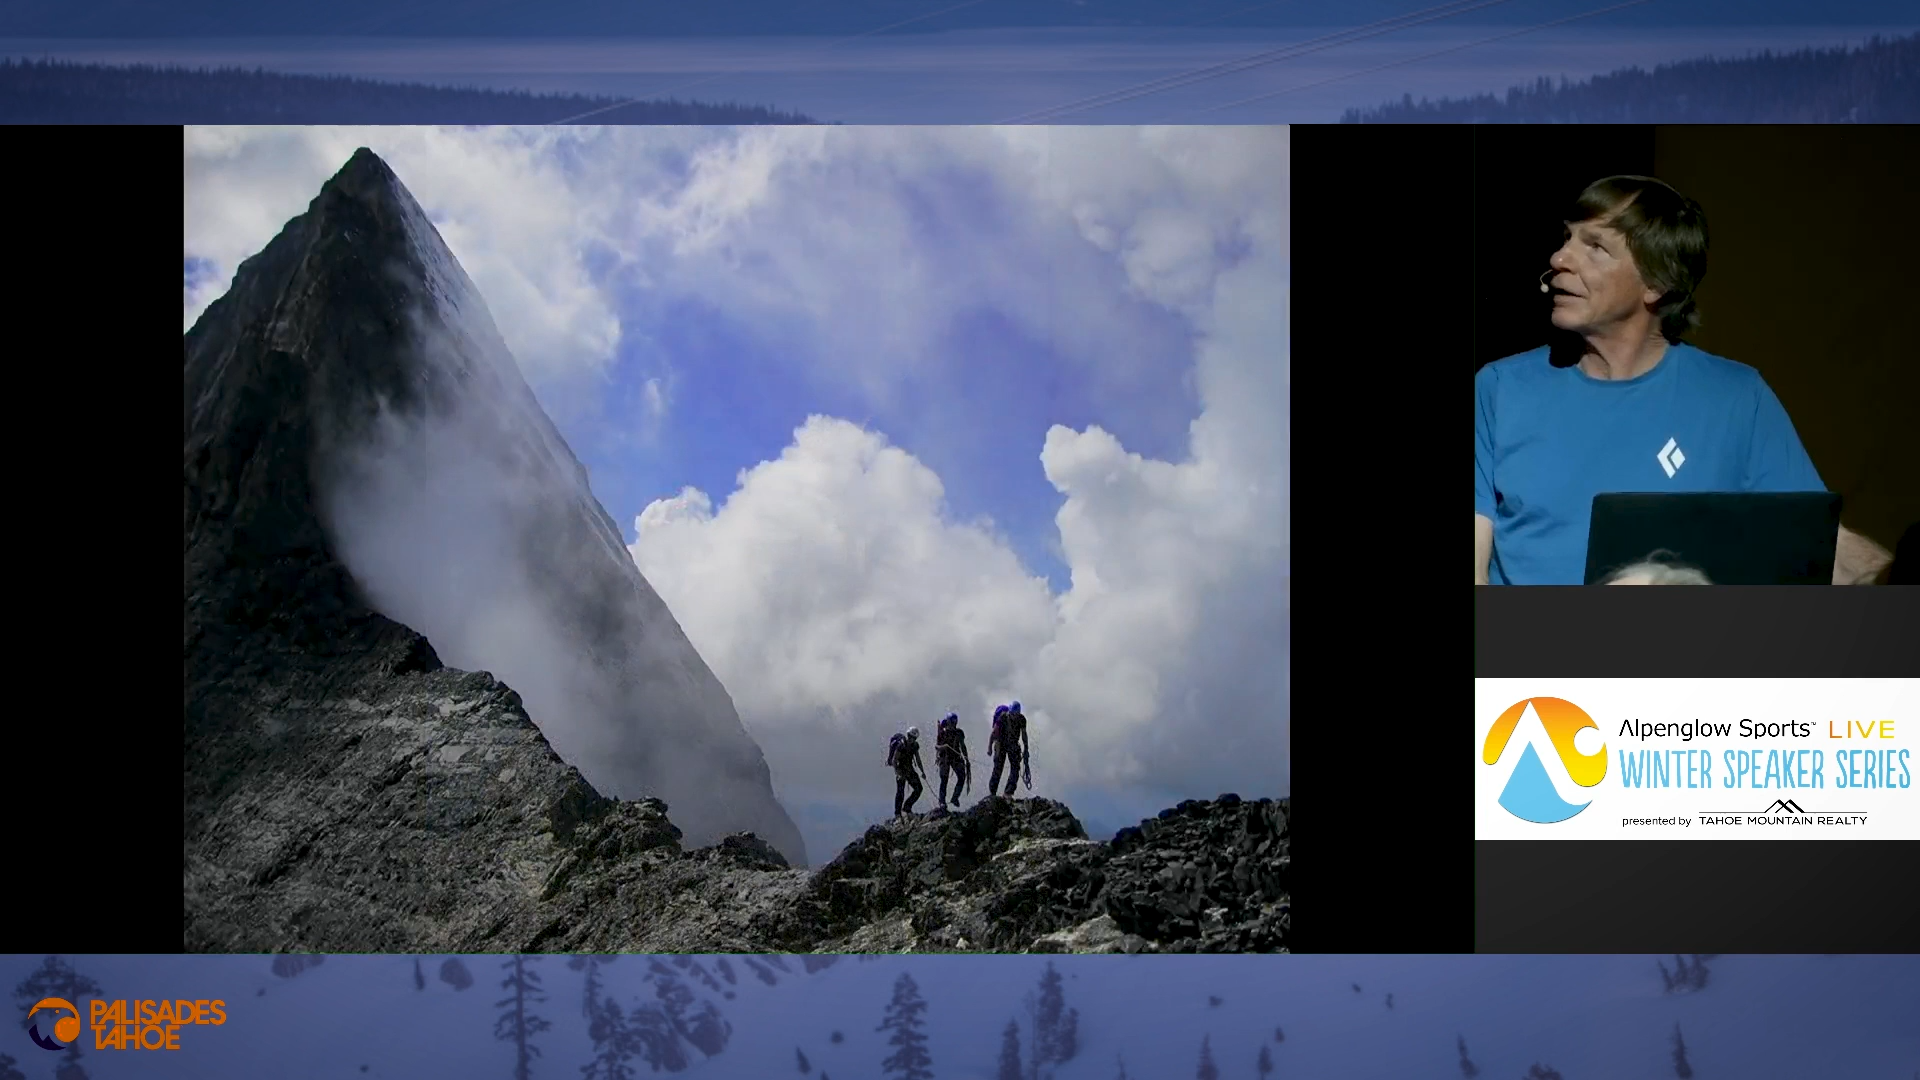 Alpenglow Sports™ LIVE
WINTER SPEAKER SERIES
presented by TAHOE MOUNTAIN REALTY
PALISADES
TAHOE